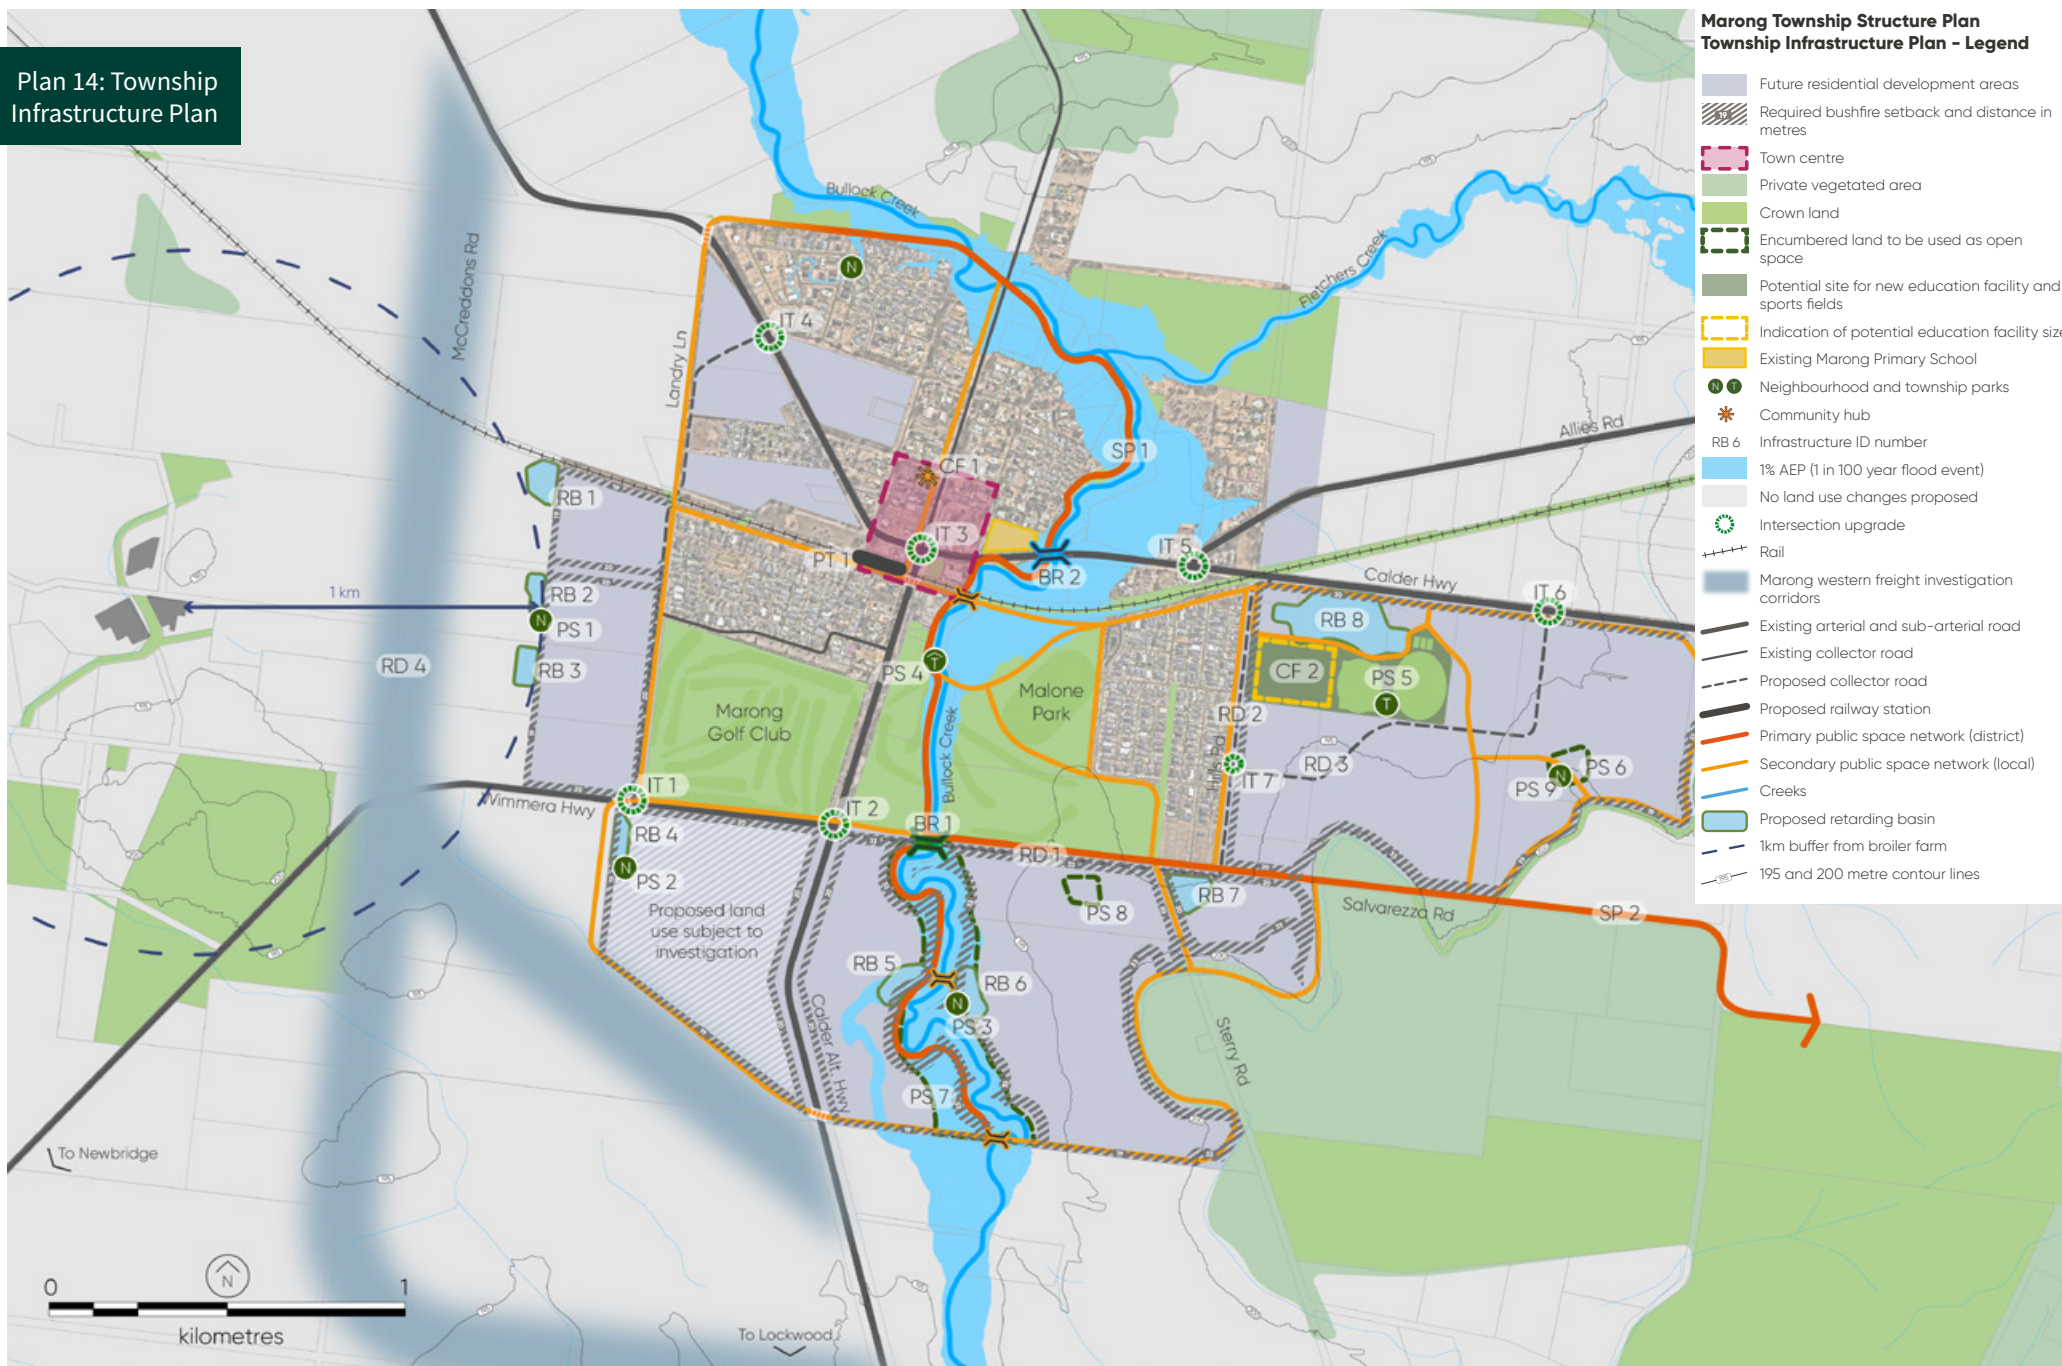 Plan 14: Township
Infrastructure Plan
Marong Township Structure Plan
Township Infrastructure Plan - Legend
Future residential development areas
Required bushfire setback and distance in
metres
Town centre
Private vegetated area
Crown land
Encumbered land to be used as open
space
Potential site for new education facility and
sports fields
Indication of potential education facility size
Existing Marong Primary School
N T Neighbourhood and township parks
Community hub
RB 6 Infrastructure ID number
1% AEP (1 in 100 year flood event)
No land use changes proposed
Intersection upgrade
Rail
Marong western freight investigation
corridors
Existing arterial and sub-arterial road
Existing collector road
Proposed collector road
Proposed railway station
Primary public space network (district)
Secondary public space network (local)
Creeks
Proposed retarding basin
1km buffer from broiler farm
195 and 200 metre contour lines
Bullock Creek
Fletchers Creek
McCreddons Rd
Landry Ln
N
IT 4
SP 1
Allies Rd
CF 1
RB 1
IT 3
PT 1
IT 5
BR 2
Calder Hwy
IT 6
1 km
RB 2
N
PS 1
RB 8
RB 3
RD 4
T
PS 4
CF 2
PS 5
T
Malone
Park
Marong
Golf Club
RD 2
Bullock Creek
Hills Rd
RD 3
IT 7
PS 6
N
PS 9
Wimmera Hwy
IT 1
IT 2
RB 4
BR 1
RD 1
N
PS 2
RB 7
PS 8
Salvarezza Rd
SP 2
Proposed land
use subject to
investigation
RB 5
RB 6
N
PS 3
Calder Alt. Hwy
Sterry Rd
PS 7
To Newbridge
N
0 1
kilometres
To Lockwood